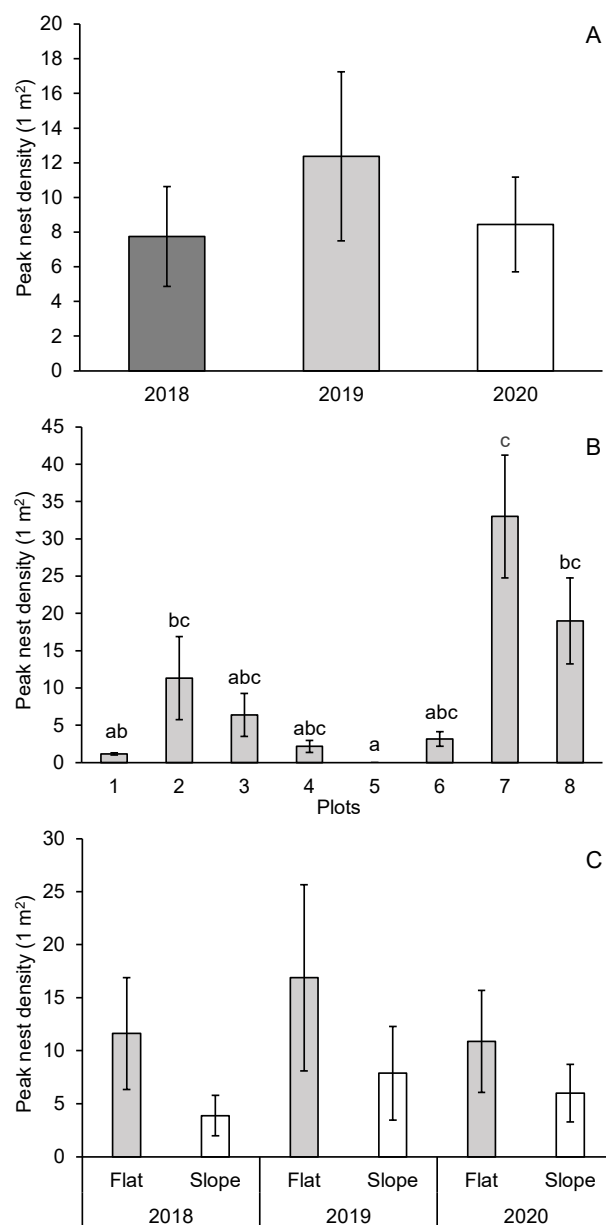 A
Peak nest density (1 m²)
20
18
16
14
12
10
8
6
4
2
0
2018 2019 2020
B
Peak nest density (1 m²)
45
40
35
30
25
20
15
10
5
0
ab bc abc abc a abc c bc
1 2 3 4 5 6 7 8
Plots
C
Peak nest density (1 m²)
30
25
20
15
10
5
0
Flat Slope Flat Slope Flat Slope
2018 2019 2020